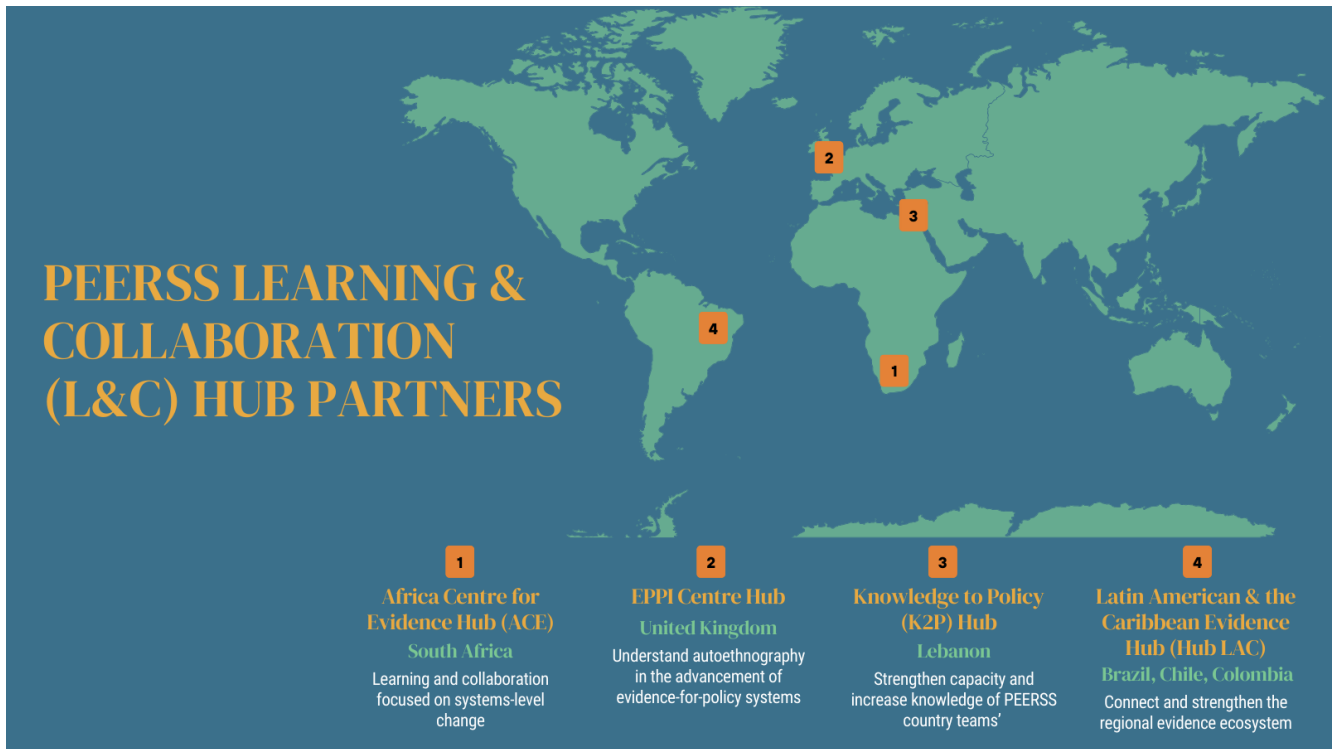 2
3
4
1
PEERSS LEARNING &
COLLABORATION
(L&C) HUB PARTNERS
1
Africa Centre for
Evidence Hub (ACE)
South Africa
Learning and collaboration
focused on systems-level
change
2
EPPI Centre Hub
United Kingdom
Understand autoethnography
in the advancement of
evidence-for-policy systems
3
Knowledge to Policy
(K2P) Hub
Lebanon
Strengthen capacity and
increase knowledge of PEERSS
country teams’
4
Latin American & the
Caribbean Evidence
Hub (Hub LAC)
Brazil, Chile, Colombia
Connect and strengthen the
regional evidence ecosystem